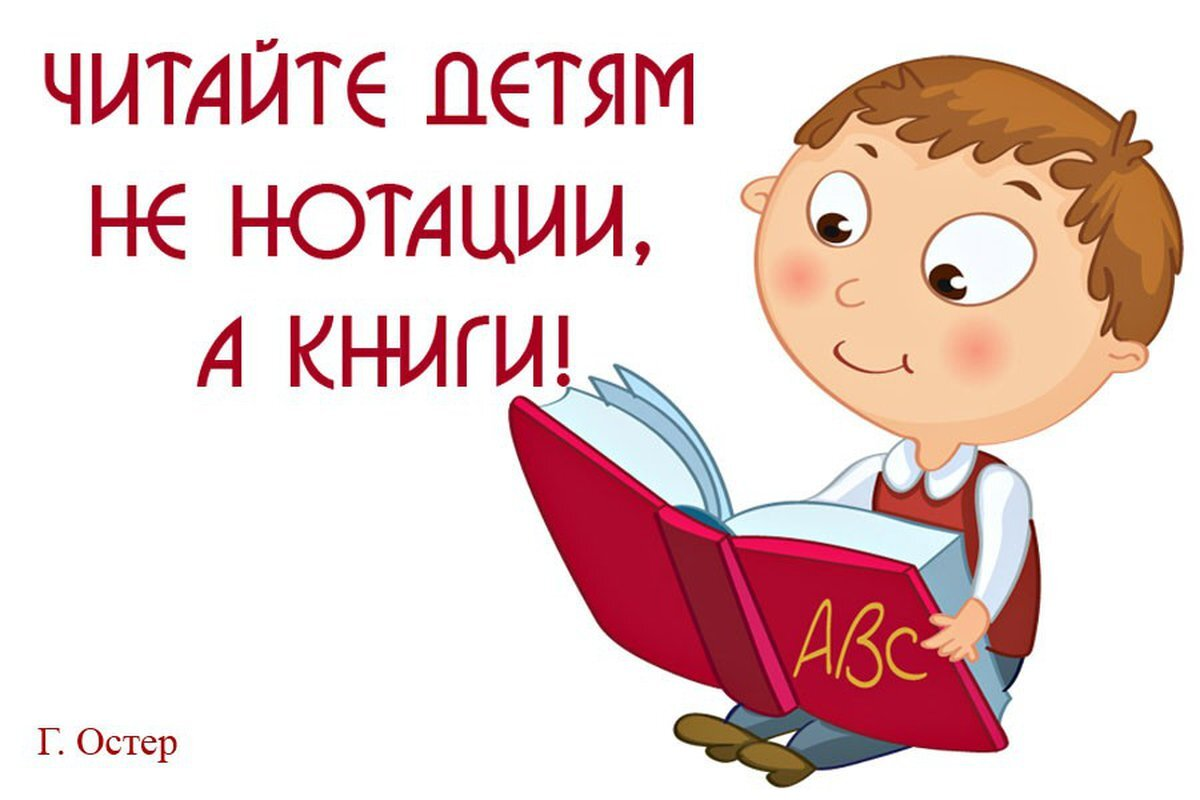 ЧИТАЙТЕ ДЕТЯМ
НЕ НОТАЦИИ,
А КНИГИ!
ABC
Г. Остер